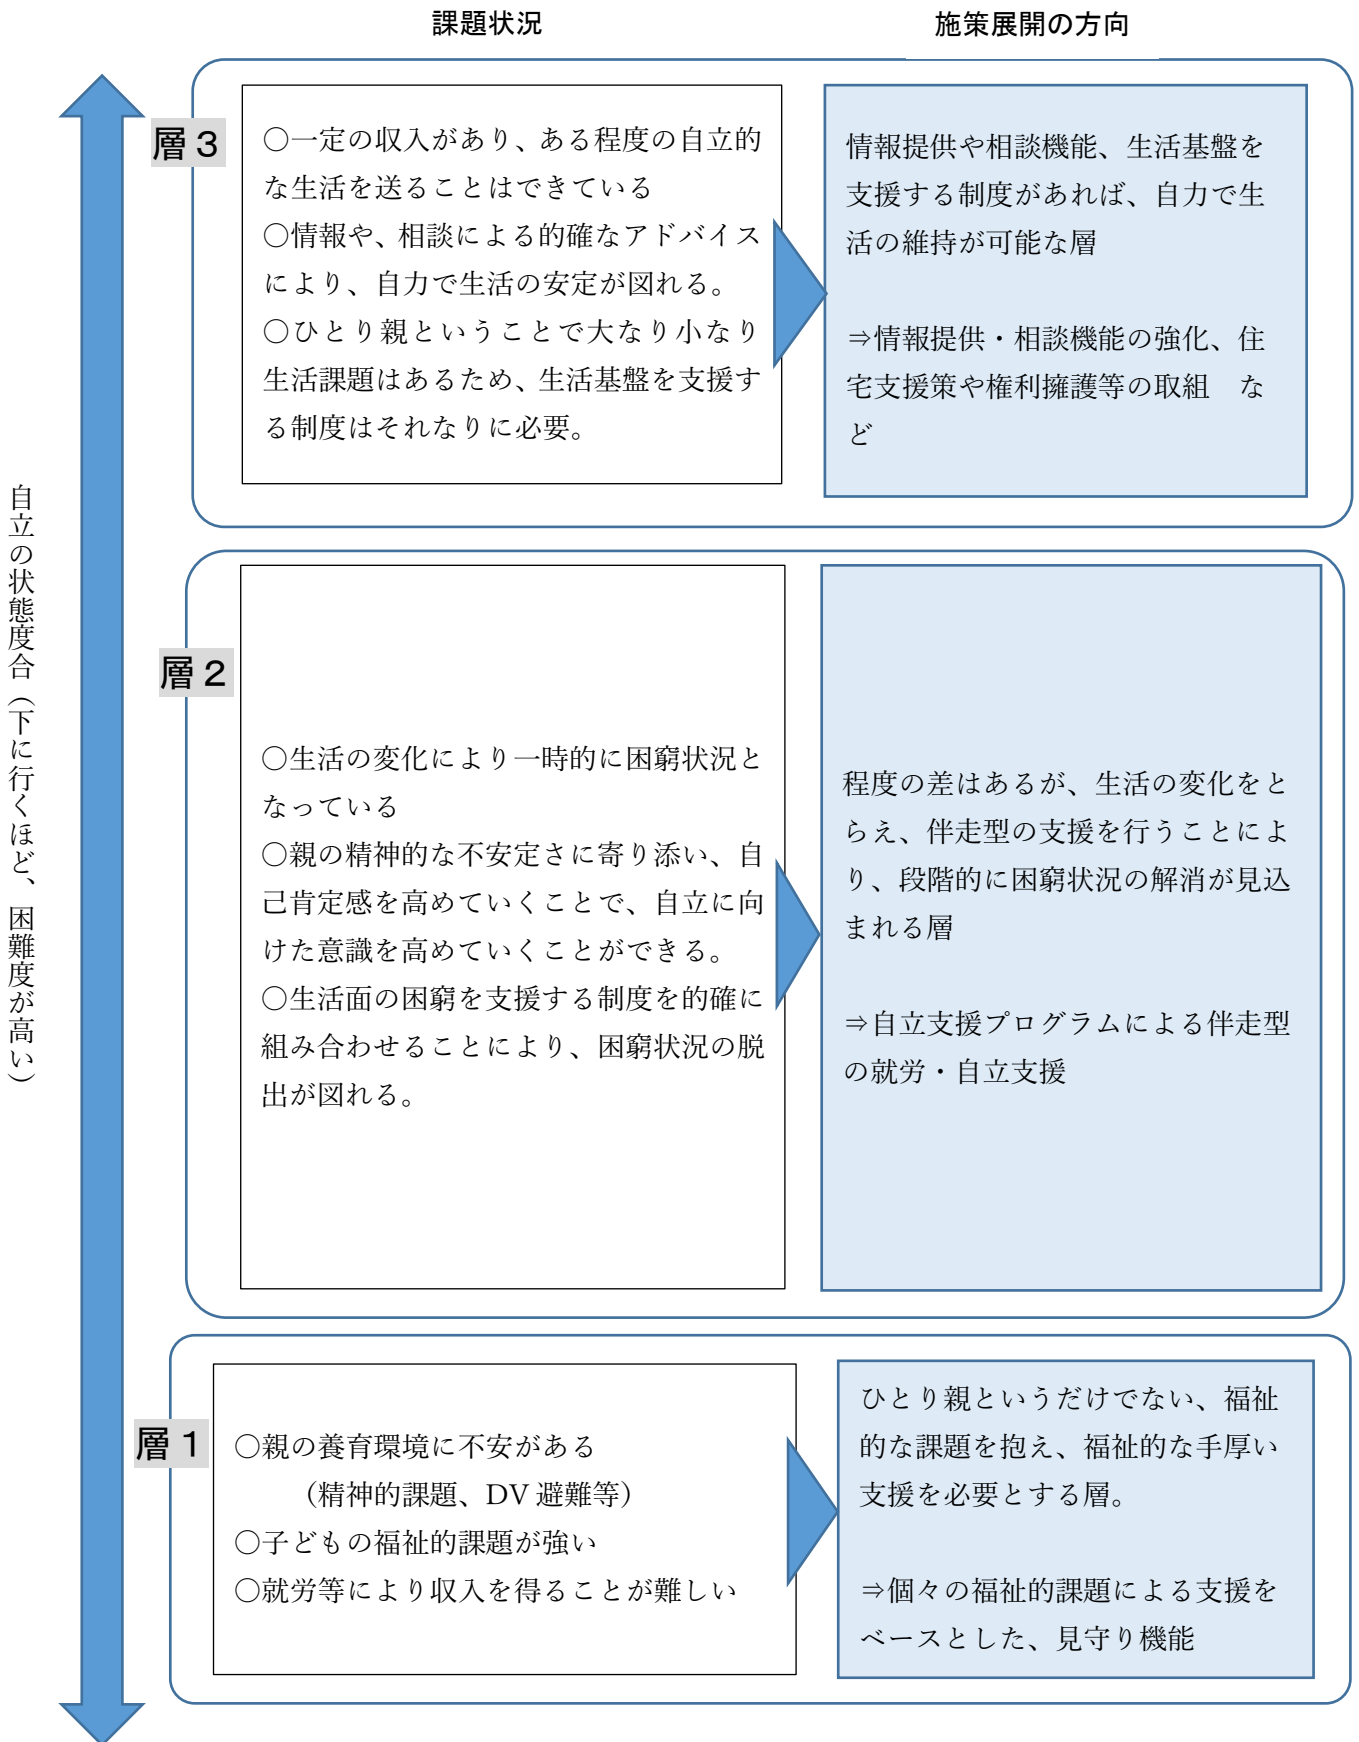 課題状況
施策展開の方向
自立の状態度合（下に行くほど、困難度が高い）
層３
○一定の収入があり、ある程度の自立的
な生活を送ることはできている
○情報や、相談による的確なアドバイス
により、自力で生活の安定が図れる。
○ひとり親ということで大なり小なり
生活課題はあるため、生活基盤を支援す
る制度はそれなりに必要。
情報提供や相談機能、生活基盤を
支援する制度があれば、自力で生
活の維持が可能な層
⇒情報提供・相談機能の強化、住
宅支援策や権利擁護等の取組　な
ど
層２
○生活の変化により一時的に困窮状況と
なっている
○親の精神的な不安定さに寄り添い、自
己肯定感を高めていくことで、自立に向
けた意識を高めていくことができる。
○生活面の困窮を支援する制度を的確に
組み合わせることにより、困窮状況の脱
出が図れる。
程度の差はあるが、生活の変化をと
らえ、伴走型の支援を行うことによ
り、段階的に困窮状況の解消が見込
まれる層
⇒自立支援プログラムによる伴走型
の就労・自立支援
層１
○親の養育環境に不安がある
（精神的課題、DV 避難等）
○子どもの福祉的課題が強い
○就労等により収入を得ることが難しい
ひとり親というだけでない、福祉
的な課題を抱え、福祉的な手厚い
支援を必要とする層。
⇒個々の福祉的課題による支援を
ベースとした、見守り機能